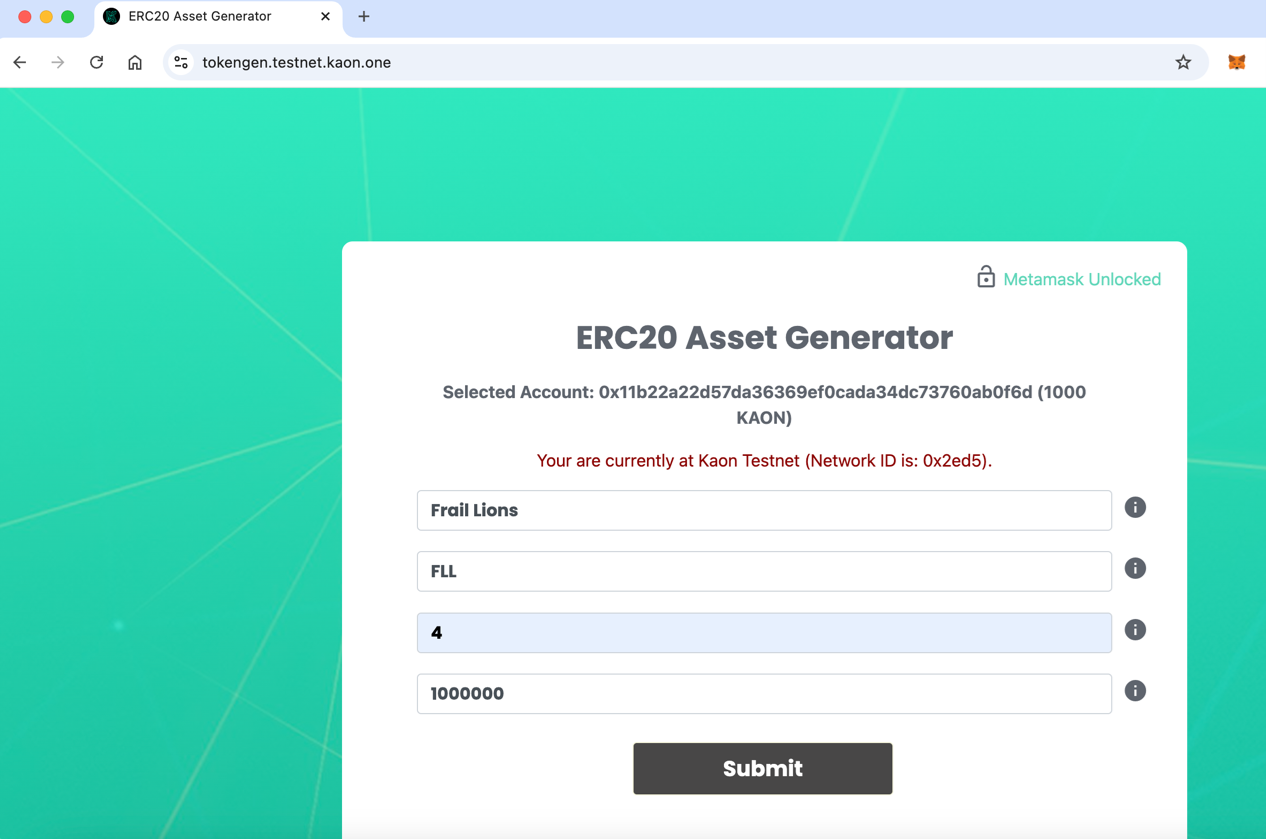 ERC20 Asset Generator
tokengen.testnet.kaon.one
Metamask Unlocked
ERC20 Asset Generator
Selected Account: 0x11b22a22d57da36369ef0cada34dc73760ab0f6d (1000
KAON)
Your are currently at Kaon Testnet (Network ID is: 0x2ed5).
Frail Lions
FLL
4
1000000
Submit